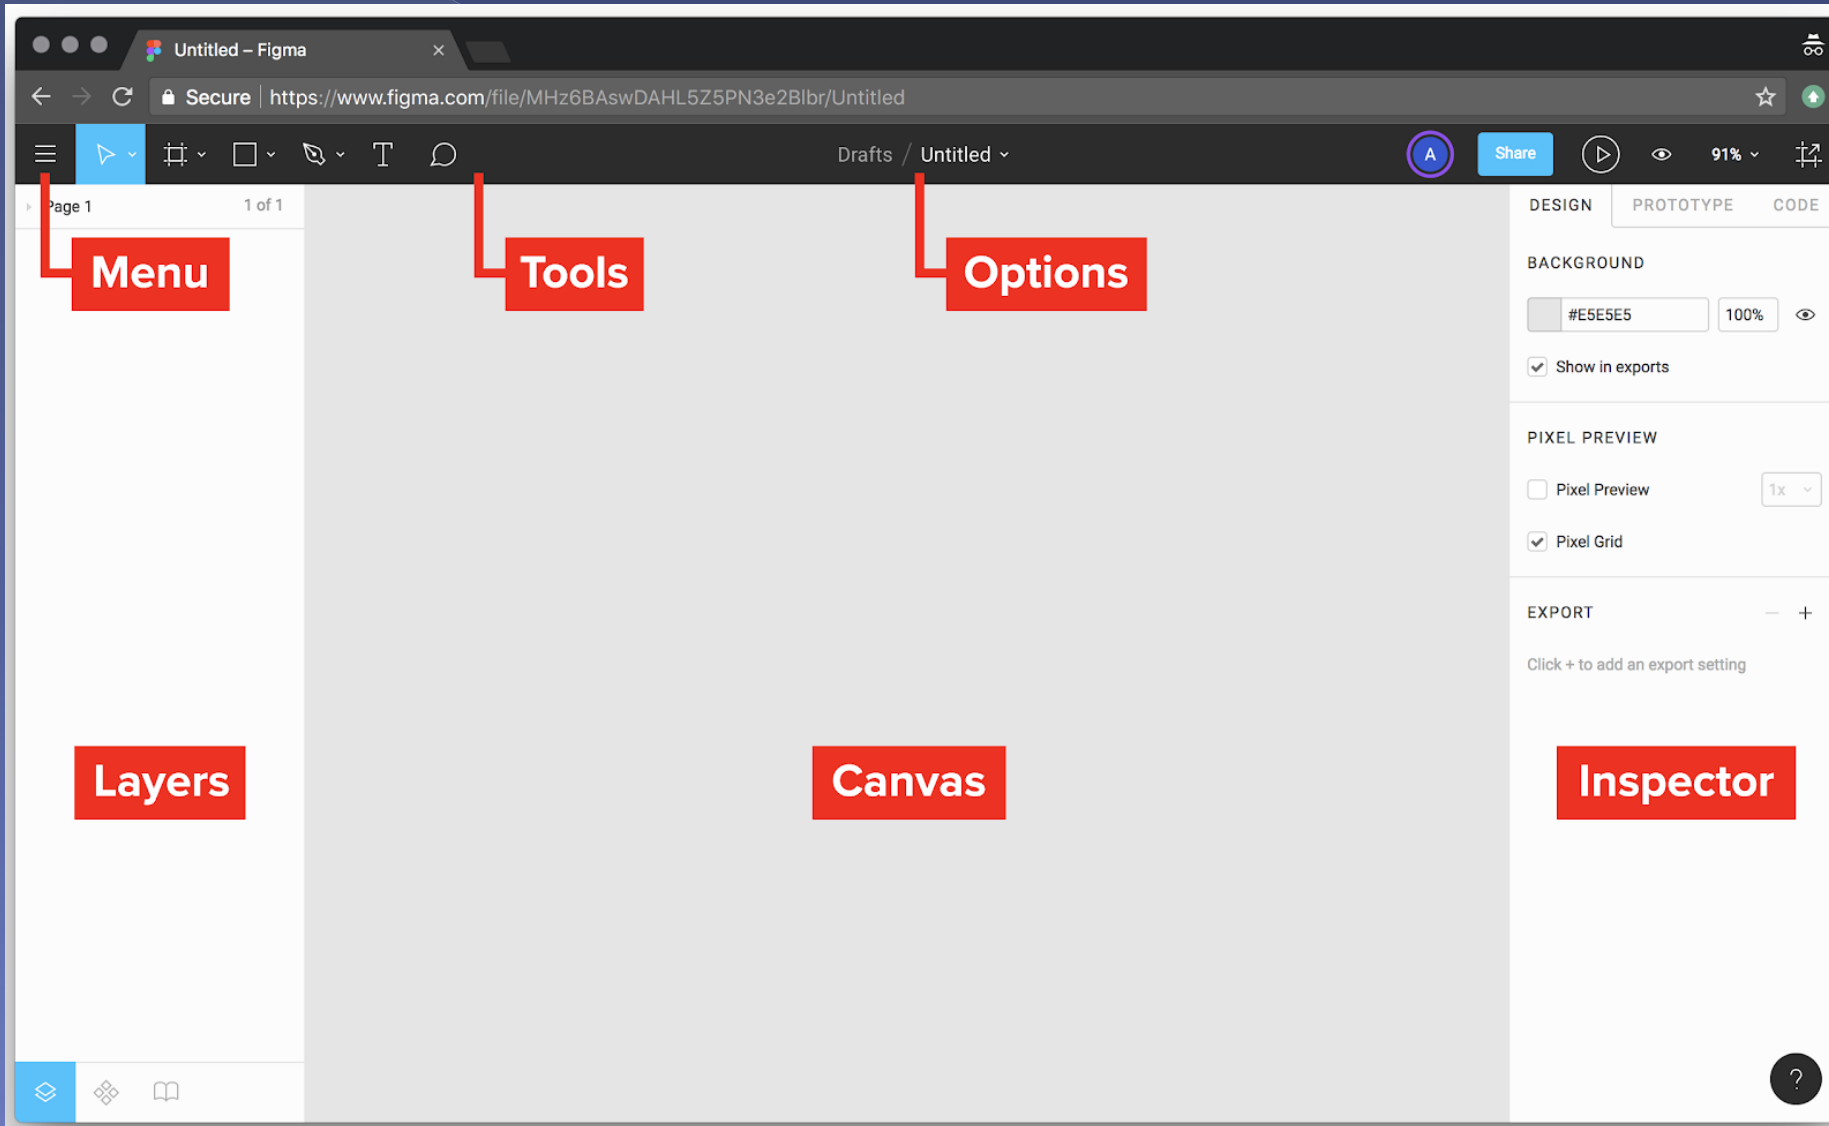 Untitled – Figma
Secure https://www.figma.com/file/MHz6BAswDAHL5Z5PN3e2Blbr/Untitled
T Drafts / Untitled A Share 91%
Page 1 1 of 1
Menu
Tools
Options
DESIGN PROTOTYPE CODE
BACKGROUND
#E5E5E5 100%
Show in exports
PIXEL PREVIEW
Pixel Preview 1x
Pixel Grid
EXPORT
Click + to add an export setting
Layers
Canvas
Inspector
?